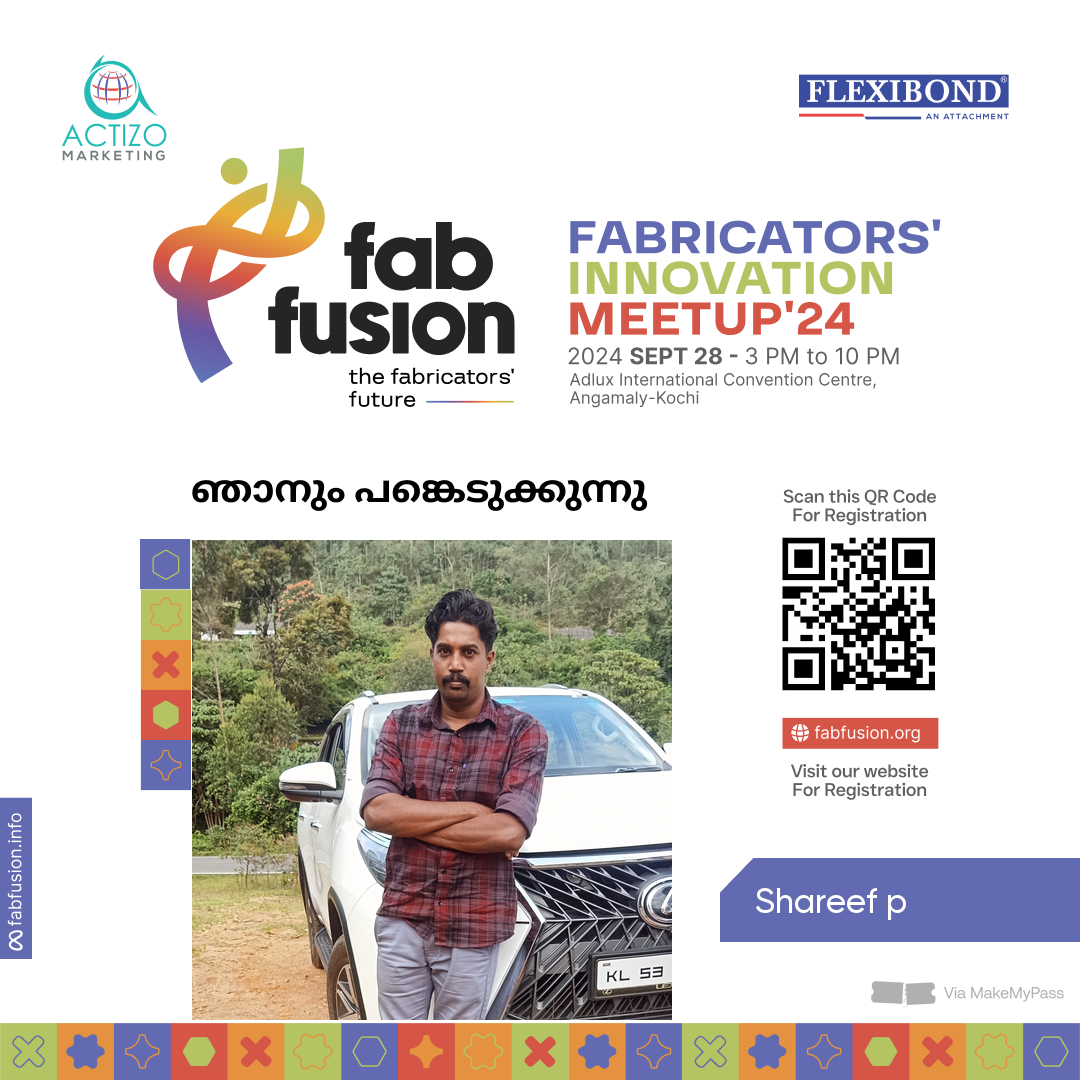 ACTIZO
MARKETING
FLEXIBOND®
AN ATTACHMENT
fab
fusion
the fabricators'
future
FABRICATORS'
INNOVATION
MEETUP'24
2024 SEPT 28 - 3 PM to 10 PM
Adlux International Convention Centre,
Angamaly-Kochi
ഞാനും പങ്കെടുക്കുന്നു
Scan this QR Code
For Registration
fabfusion.org
Visit our website
For Registration
fabfusion.info
KL 53
Shareef p
Via MakeMyPass